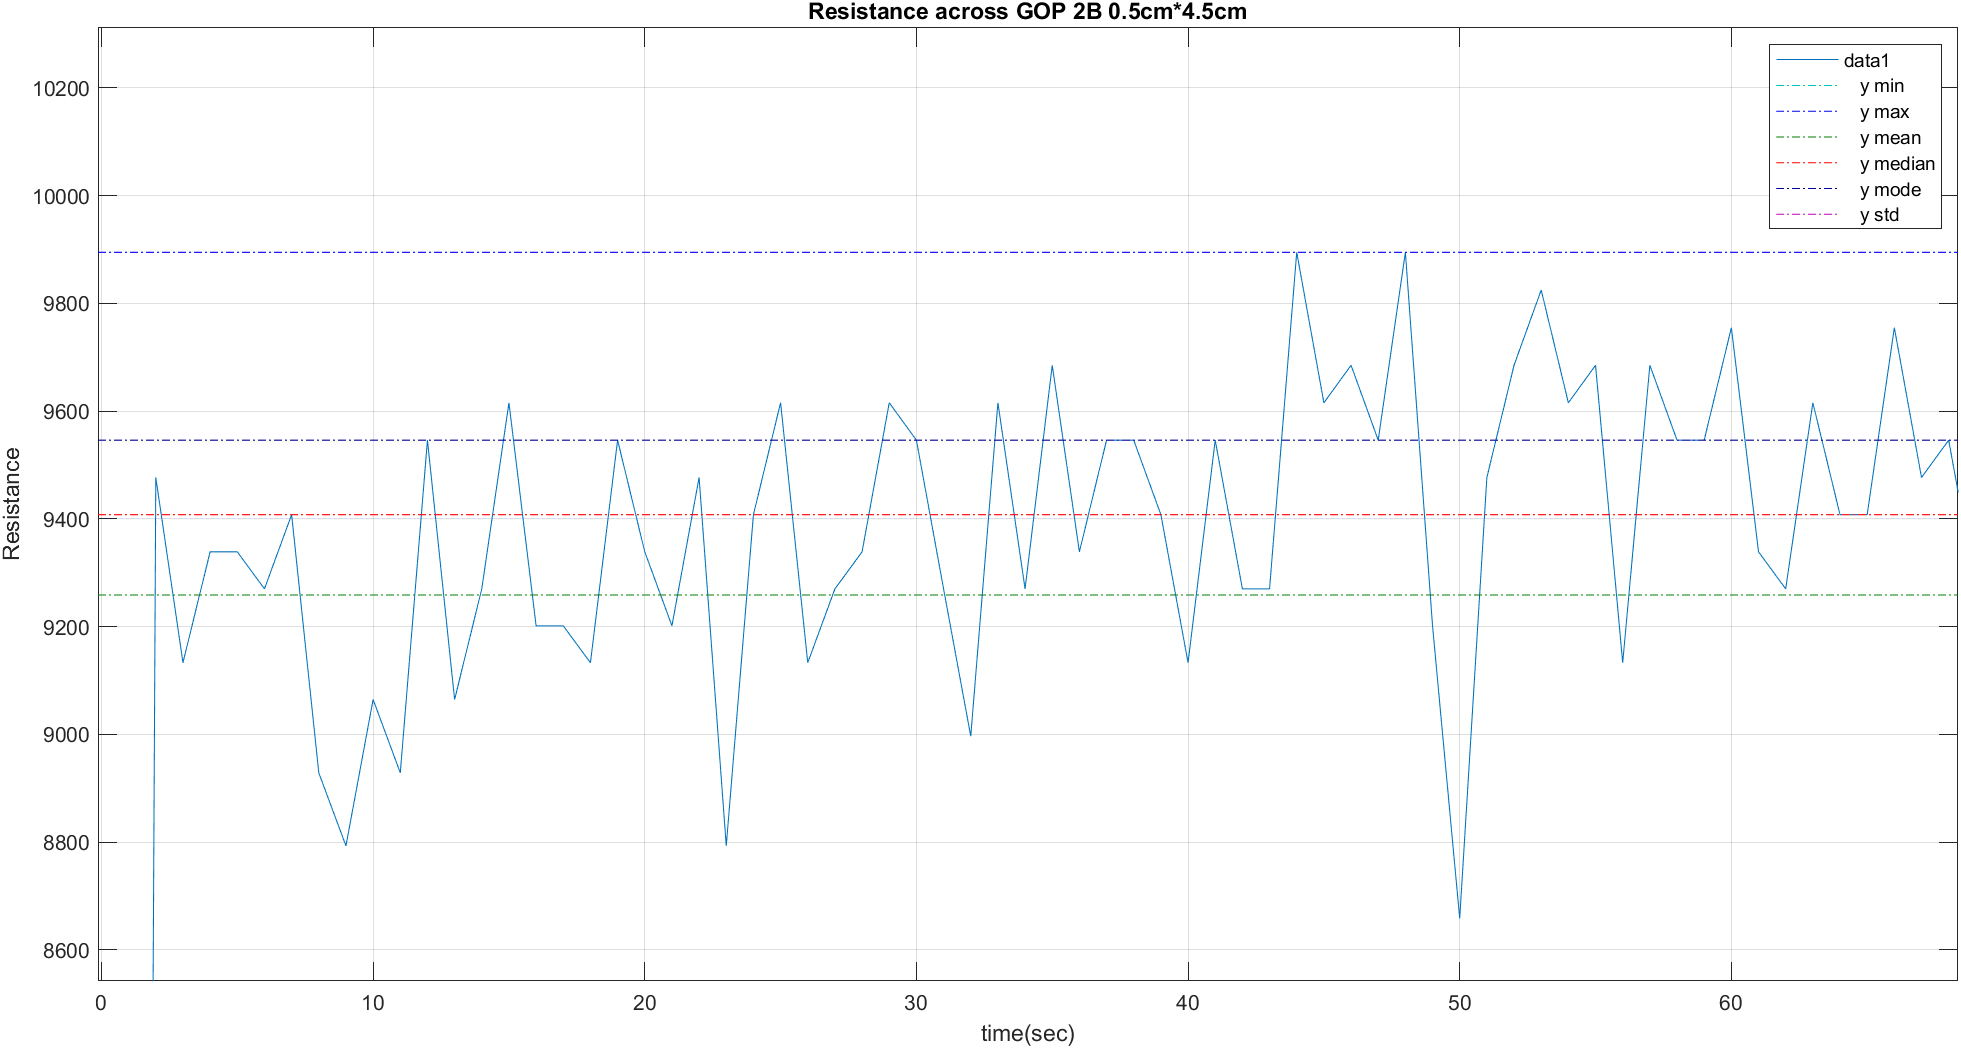 Resistance across GOP 2B 0.5cm*4.5cm
data1
y min
y max
y mean
y median
y mode
y std
10200
10000
9800
9600
9400
9200
9000
8800
8600
Resistance
0 10 20 30 40 50 60
time(sec)